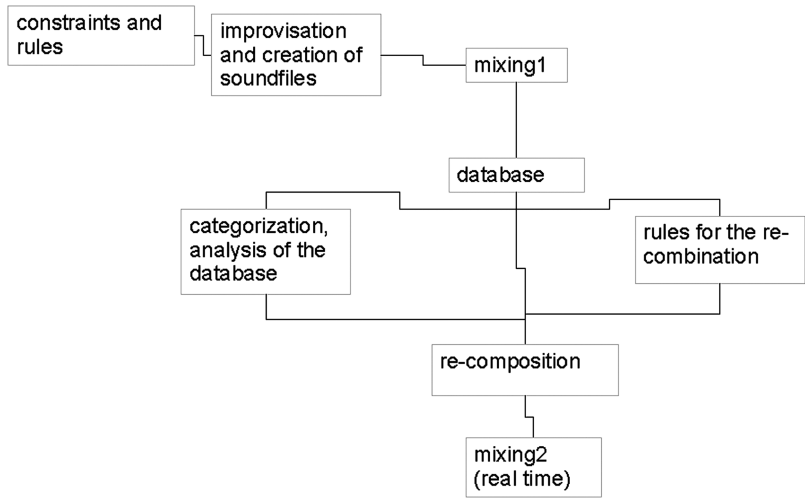 constraints and
rules
improvisation
and creation of
soundfiles
mixing1
database
categorization,
analysis of the
database
rules for the re-
combination
re-composition
mixing2
(real time)